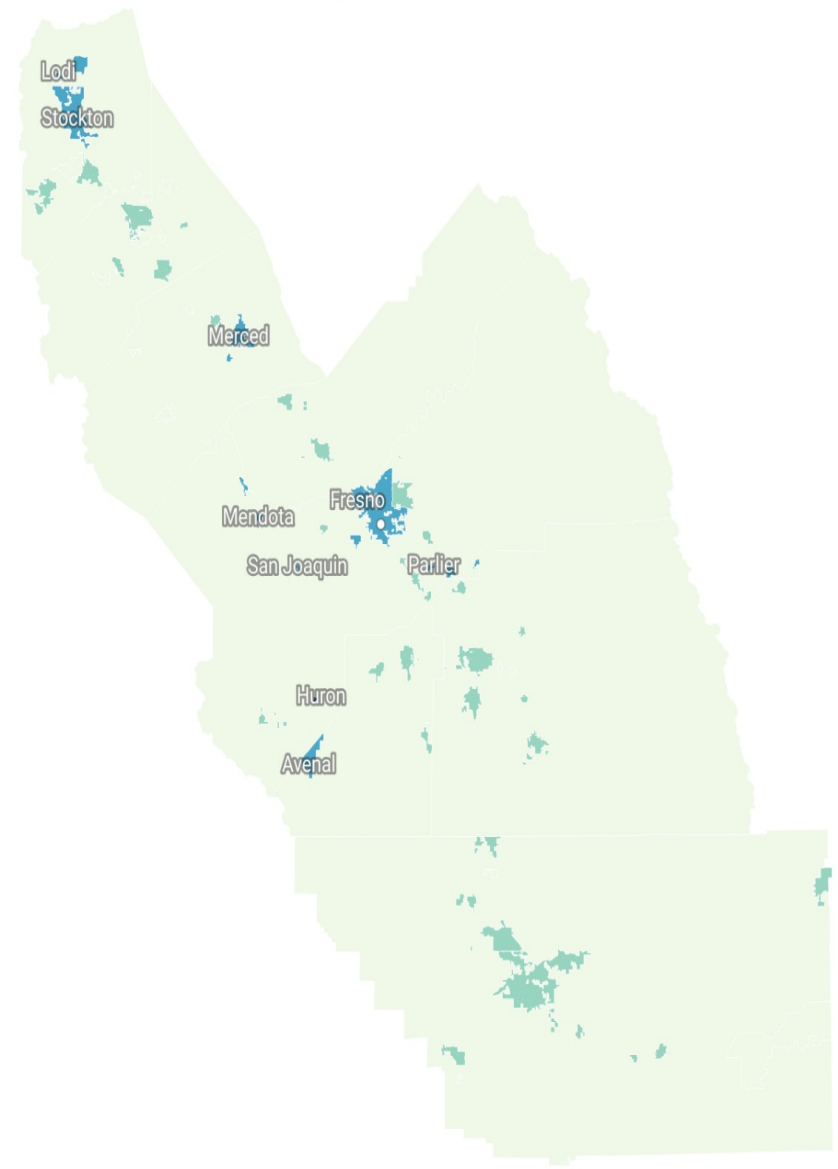 Lodi
Stockton
Merced
Fresno
Mendota
San Joaquin
Parlier
Huron
Avenal